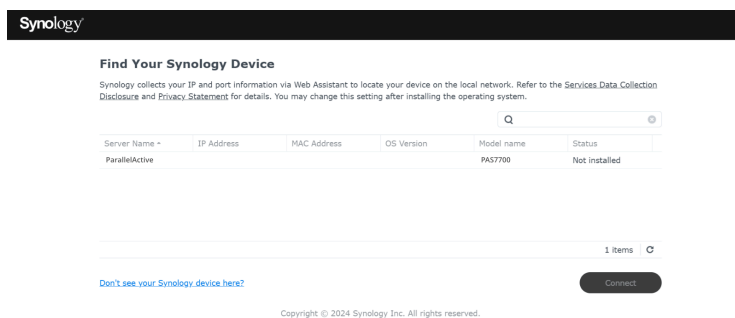 Synology
Find Your Synology Device
Synology collects your IP and port information via Web Assistant to locate your device on the local network. Refer to the Services Data Collection
Disclosure and Privacy Statement for details. You may change this setting after installing the operating system.
Server Name IP Address MAC Address OS Version Model name Status
ParallelActive PAS7700 Not installed
1 items
Don't see your Synology device here? Connect
Copyright © 2024 Synology Inc. All rights reserved.